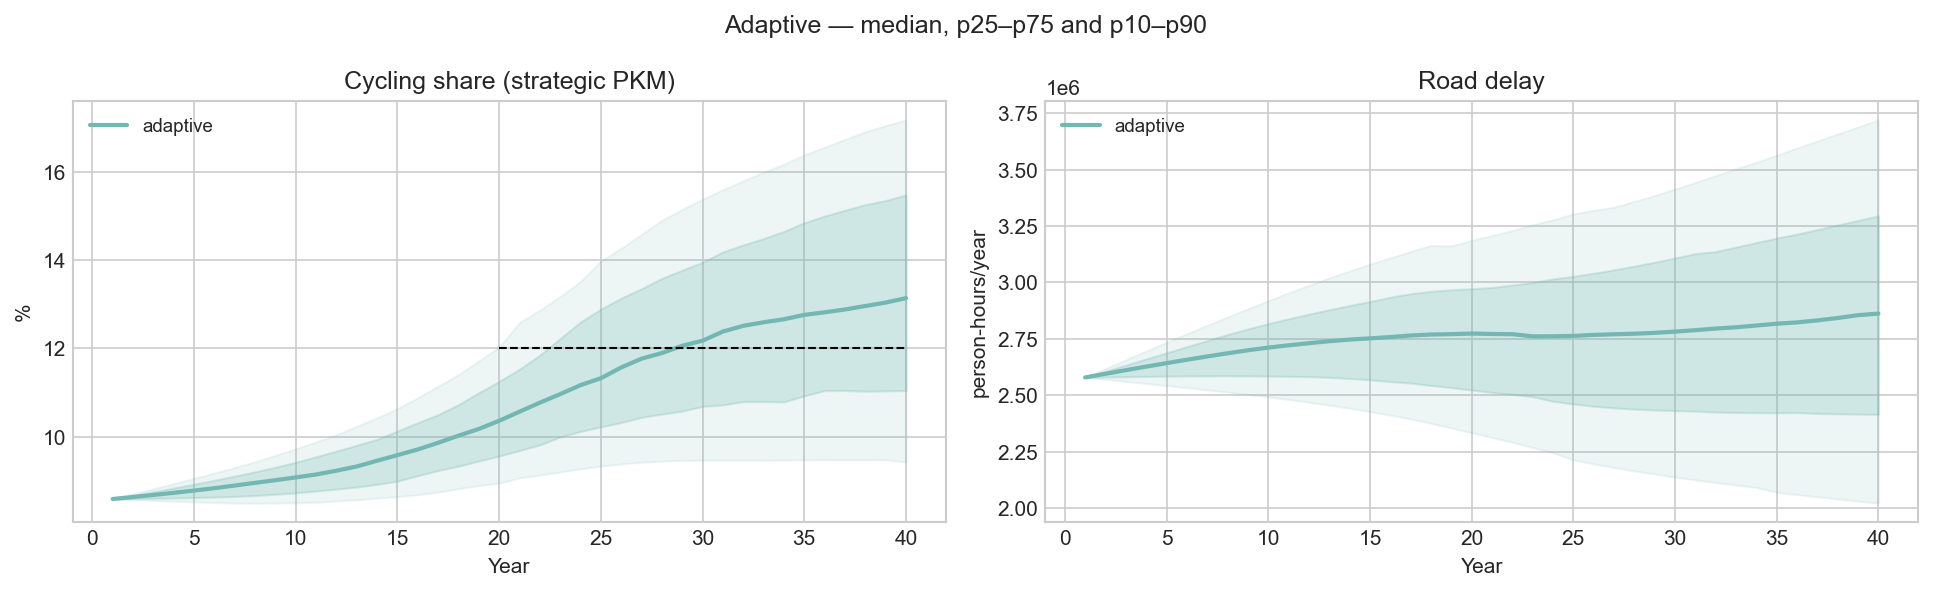 Adaptive — median, p25–p75 and p10–p90
Cycling share (strategic PKM)
adaptive
%
16
14
12
10
0 5 10 15 20 25 30 35 40
Year
Road delay
1e6
adaptive
person-hours/year
3.75
3.50
3.25
3.00
2.75
2.50
2.25
2.00
0 5 10 15 20 25 30 35 40
Year